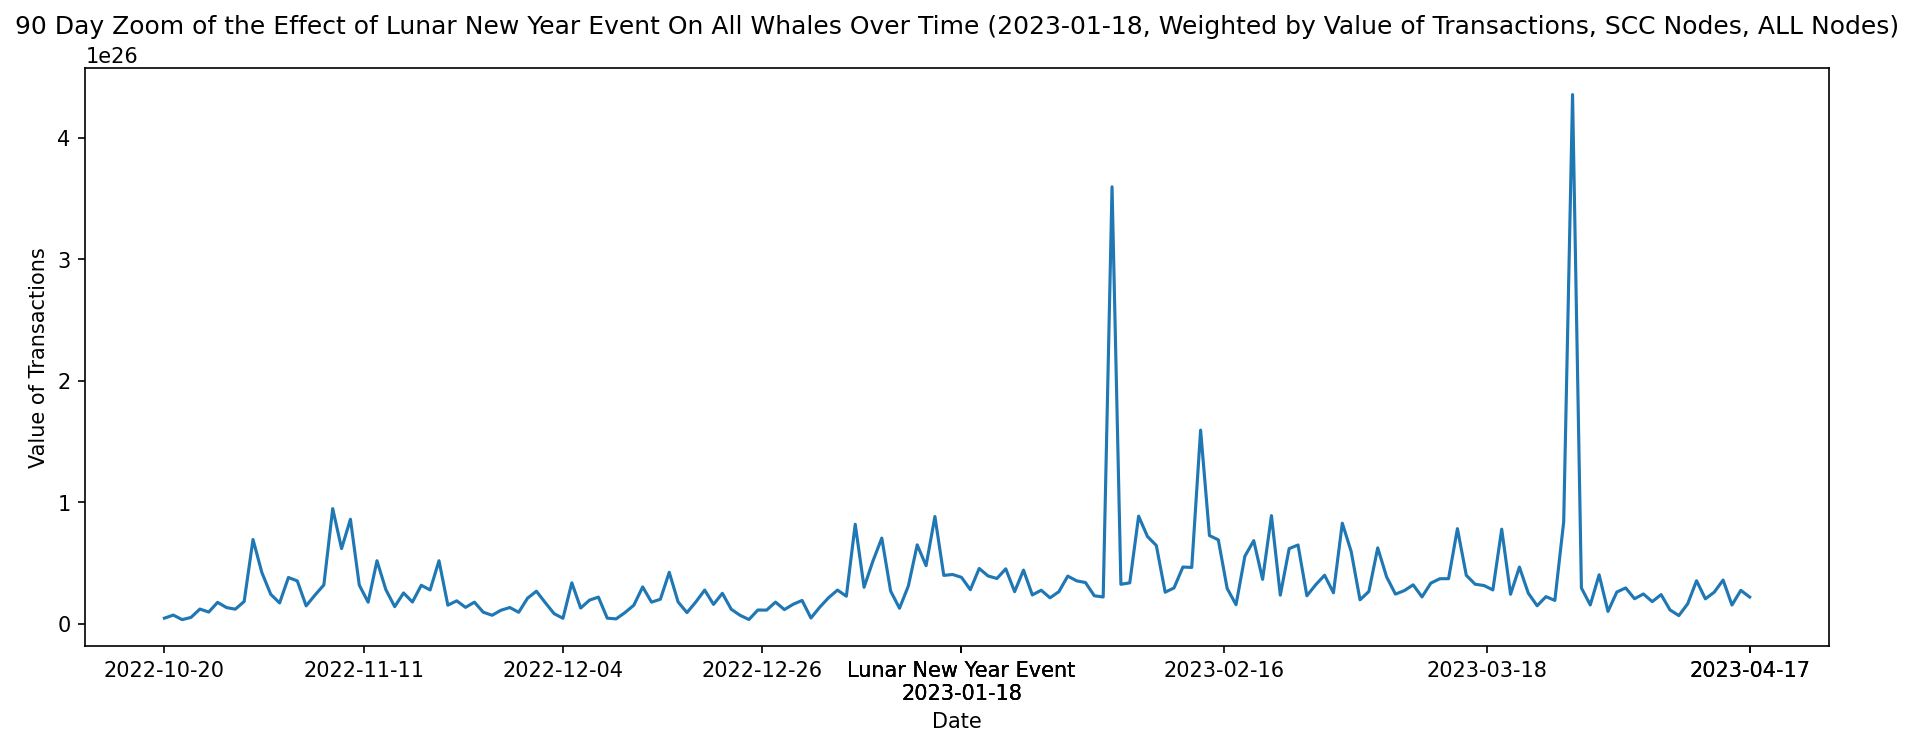 90 Day Zoom of the Effect of Lunar New Year Event On All Whales Over Time (2023-01-18, Weighted by Value of Transactions, SCC Nodes, ALL Nodes)
1e26
4
3
2
1
0
Value of Transactions
2022-10-20 2022-11-11 2022-12-04 2022-12-26 Lunar New Year Event 2023-02-16 2023-03-18 2023-04-17
2023-01-18
Date